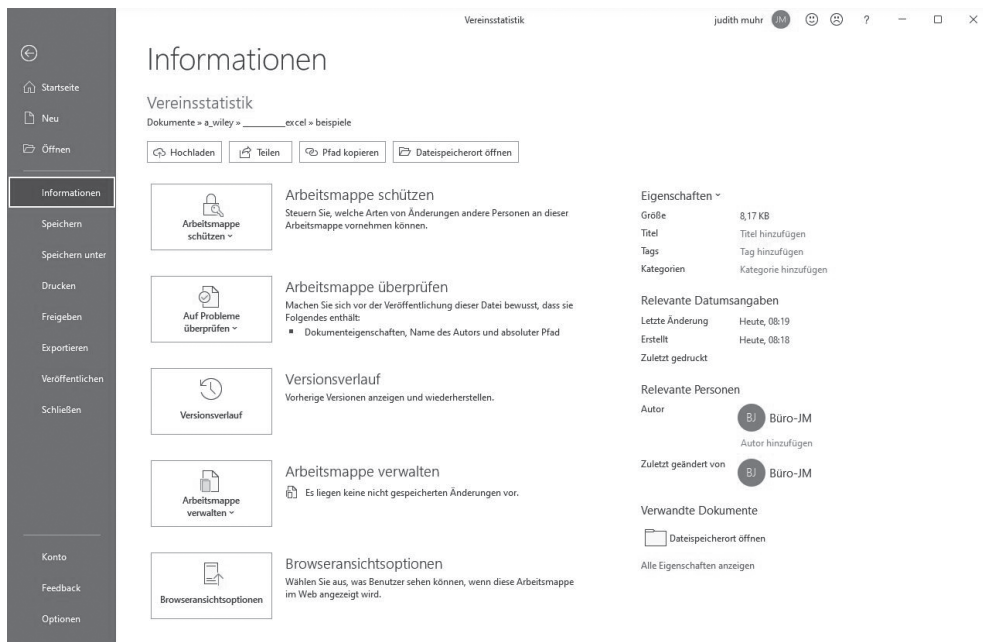 Vereinsstatistik
judith muhr JM ?
Startseite
Neu
Öffnen
Informationen
Speichern
Speichern unter
Drucken
Freigeben
Exportieren
Veröffentlichen
Schließen
Konto
Feedback
Optionen
Informationen
Vereinsstatistik
Dokumente » a_wiley » ________excel » beispiele
Hochladen Teilen Pfad kopieren Dateispeicherort öffnen
Arbeitsmappe
schützen
Arbeitsmappe schützen
Steuern Sie, welche Arten von Änderungen andere Personen an dieser
Arbeitsmappe vornehmen können.
Auf Probleme
überprüfen
Arbeitsmappe überprüfen
Machen Sie sich vor der Veröffentlichung dieser Datei bewusst, dass sie
Folgendes enthält:
▪ Dokumenteigenschaften, Name des Autors und absoluter Pfad
Versionsverlauf
Versionsverlauf
Vorherige Versionen anzeigen und wiederherstellen.
Arbeitsmappe
verwalten
Arbeitsmappe verwalten
Es liegen keine nicht gespeicherten Änderungen vor.
Browseransichtsoptionen
Browseransichtsoptionen
Wählen Sie aus, was Benutzer sehen können, wenn diese Arbeitsmappe
im Web angezeigt wird.
Eigenschaften
Größe 8,17 KB
Titel Titel hinzufügen
Tags Tag hinzufügen
Kategorien Kategorie hinzufügen
Relevante Datumsangaben
Letzte Änderung Heute, 08:19
Erstellt Heute, 08:18
Zuletzt gedruckt
Relevante Personen
Autor BJ Büro-JM
Autor hinzufügen
Zuletzt geändert von BJ Büro-JM
Verwandte Dokumente
Dateispeicherort öffnen
Alle Eigenschaften anzeigen